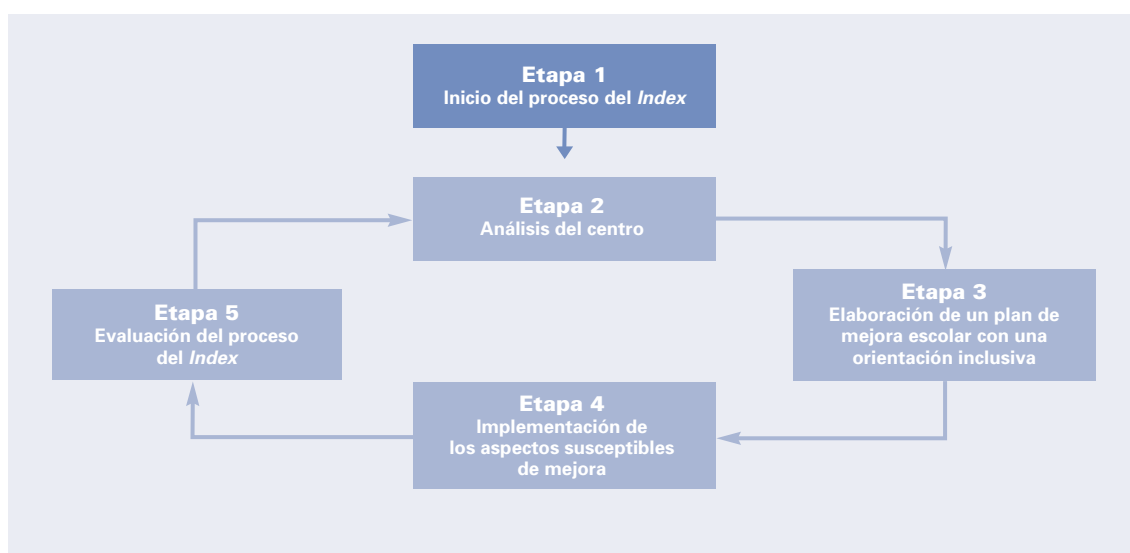 Etapa 1
Inicio del proceso del Index
Etapa 2
Análisis del centro
Etapa 3
Elaboración de un plan de
mejora escolar con una
orientación inclusiva
Etapa 4
Implementación de
los aspectos susceptibles
de mejora
Etapa 5
Evaluación del proceso
del Index